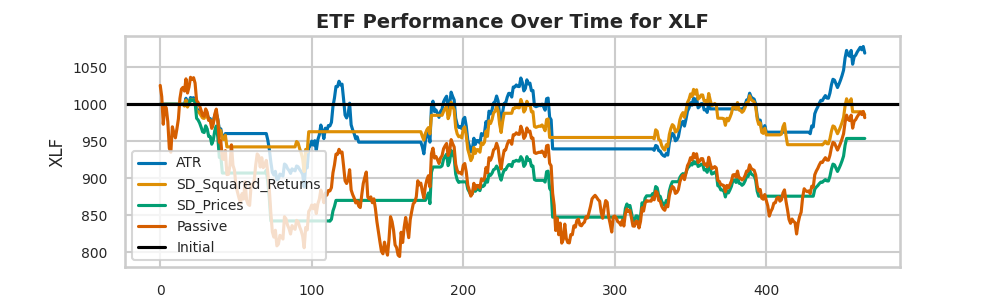 ETF Performance Over Time for XLF
XLF
1050
1000
950
900
850
800
ATR
SD_Squared_Returns
SD_Prices
Passive
Initial
0 100 200 300 400